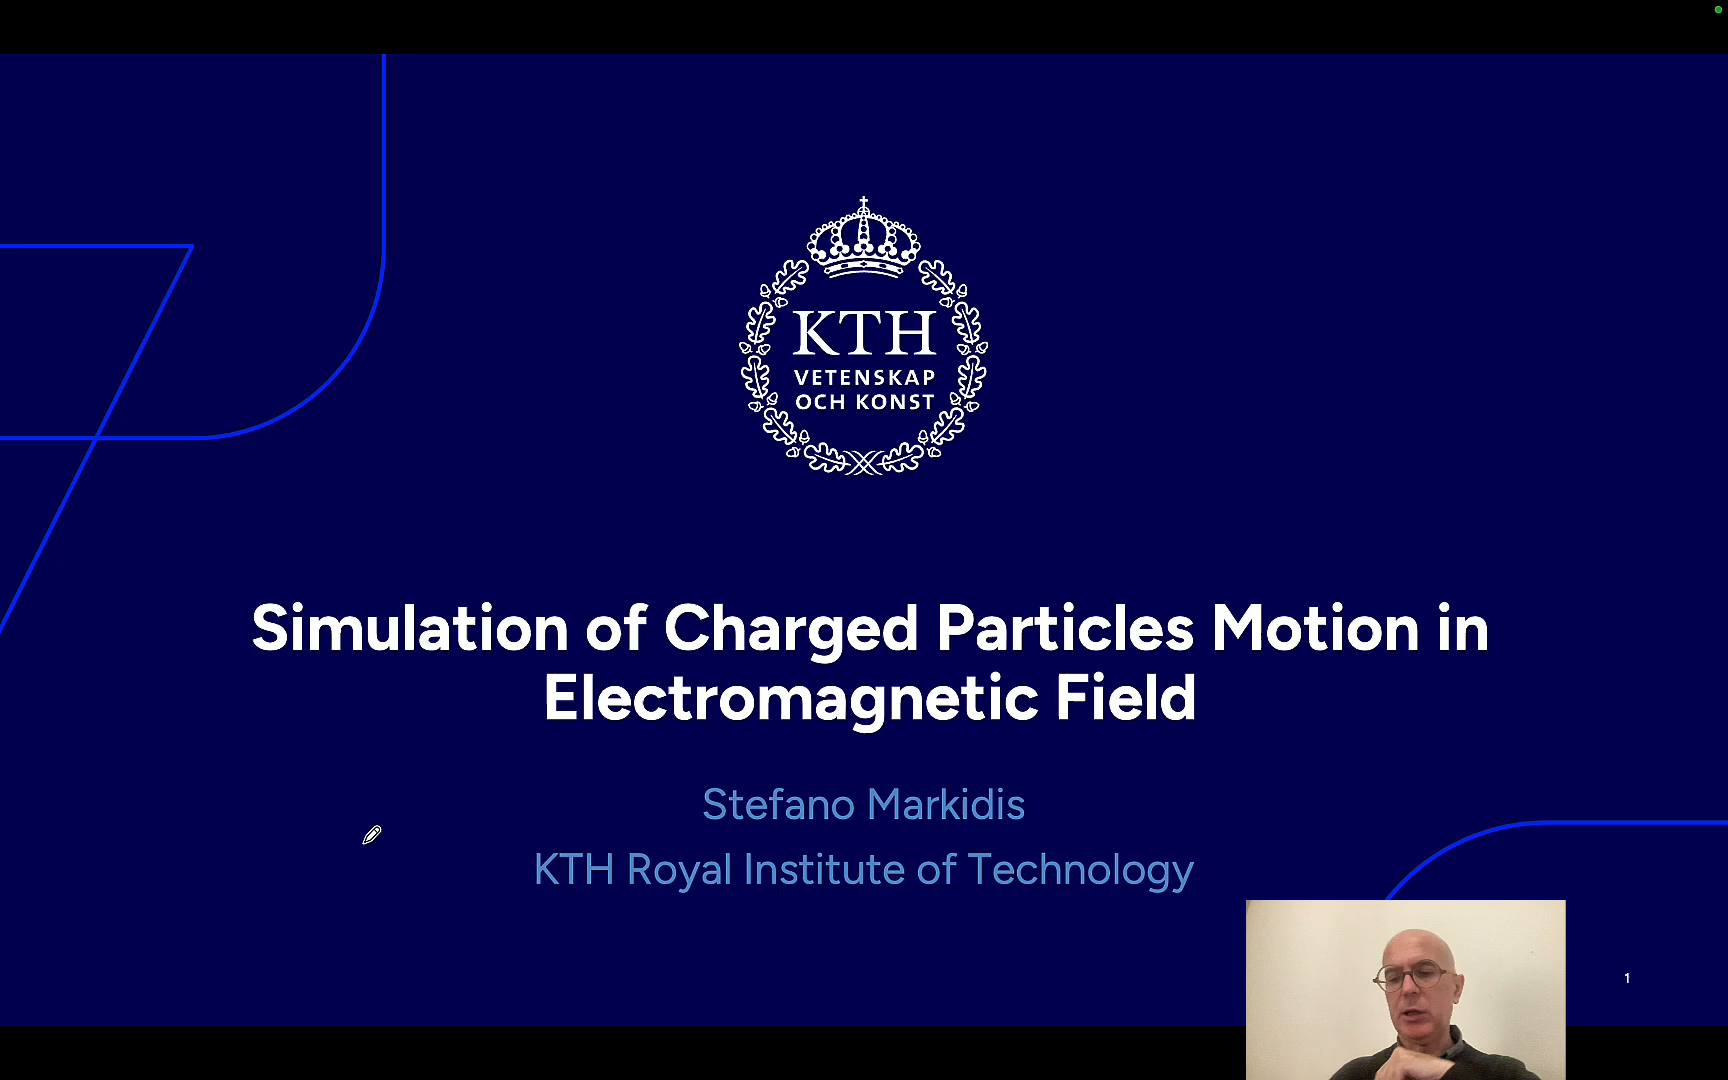 KTH
VETENSKAP
OCH KONST
Simulation of Charged Particles Motion in
Electromagnetic Field
Stefano Markidis
KTH Royal Institute of Technology
1